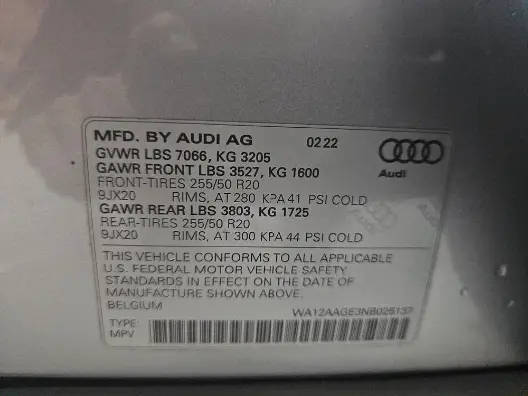 MFD. BY AUDI AG 02.22
GVWR LBS 7066, KG 3205
GAWR FRONT LBS 3527, KG 1600
FRONT-TIRES 255/50 R20
9JX20 RIMS, AT 280 KPA 41 PSI COLD
GAWR REAR LBS 3803, KG 1725
REAR-TIRES 255/50 R20
9JX20 RIMS, AT 300 KPA 44 PSI COLD
Audi
THIS VEHICLE CONFORMS TO ALL APPLICABLE
U.S. FEDERAL MOTOR VEHICLE SAFETY
STANDARDS IN EFFECT ON THE DATE OF
MANUFACTURE SHOWN ABOVE.
BELGIUM
TYPE:
MPV